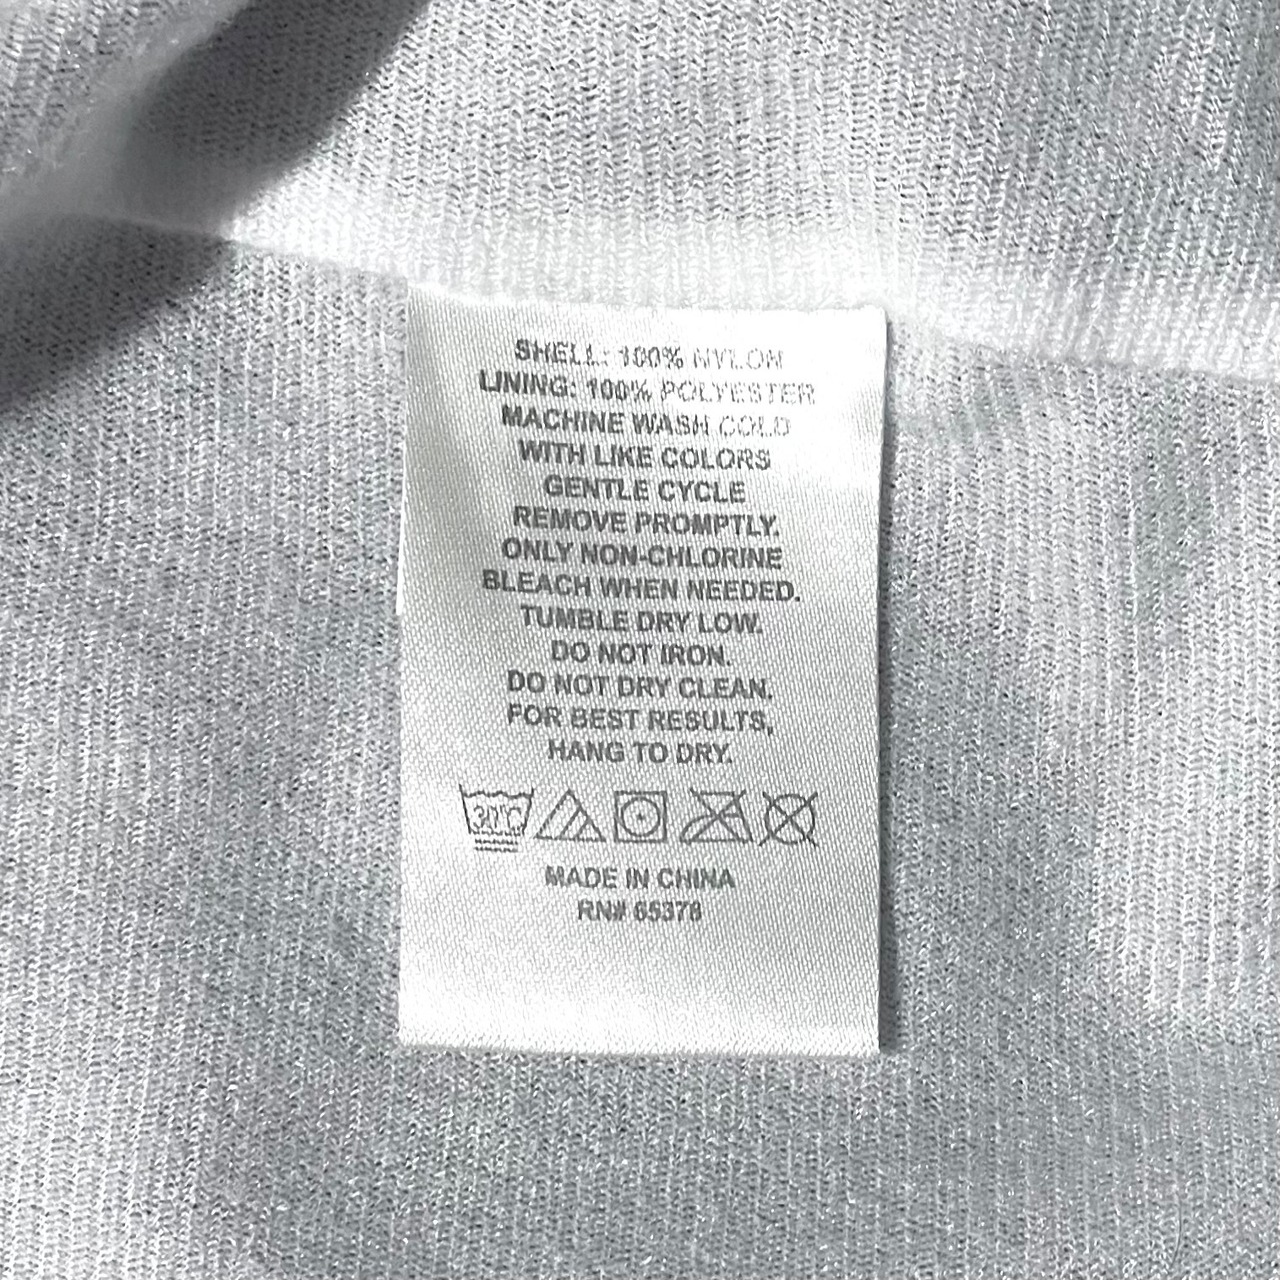 SHELL: 100% NYLON
LINING: 100% POLYESTER
MACHINE WASH COLD
WITH LIKE COLORS
GENTLE CYCLE
REMOVE PROMPTLY.
ONLY NON-CHLORINE
BLEACH WHEN NEEDED.
TUMBLE DRY LOW.
DO NOT IRON.
DO NOT DRY CLEAN.
FOR BEST RESULTS,
HANG TO DRY.
30°C
MADE IN CHINA
RN# 65378